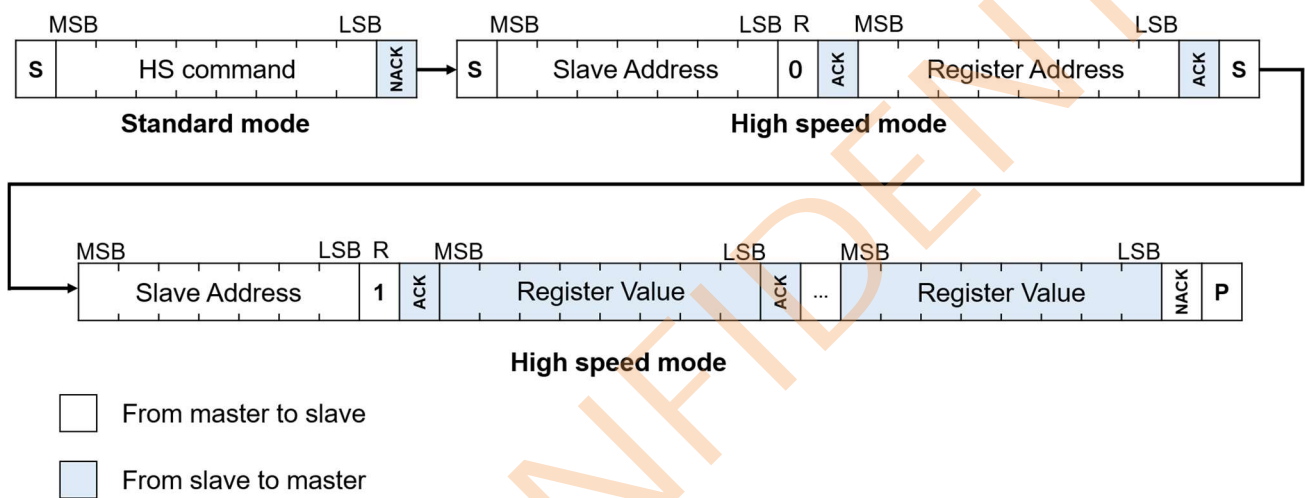 MSB LSB MSB LSB R MSB LSB
S HS command NACK S Slave Address 0 ACK Register Address ACK S
Standard mode High speed mode
MSB LSB R MSB LSB MSB LSB
Slave Address 1 ACK Register Value ACK ... Register Value NACK P
High speed mode
From master to slave
From slave to master